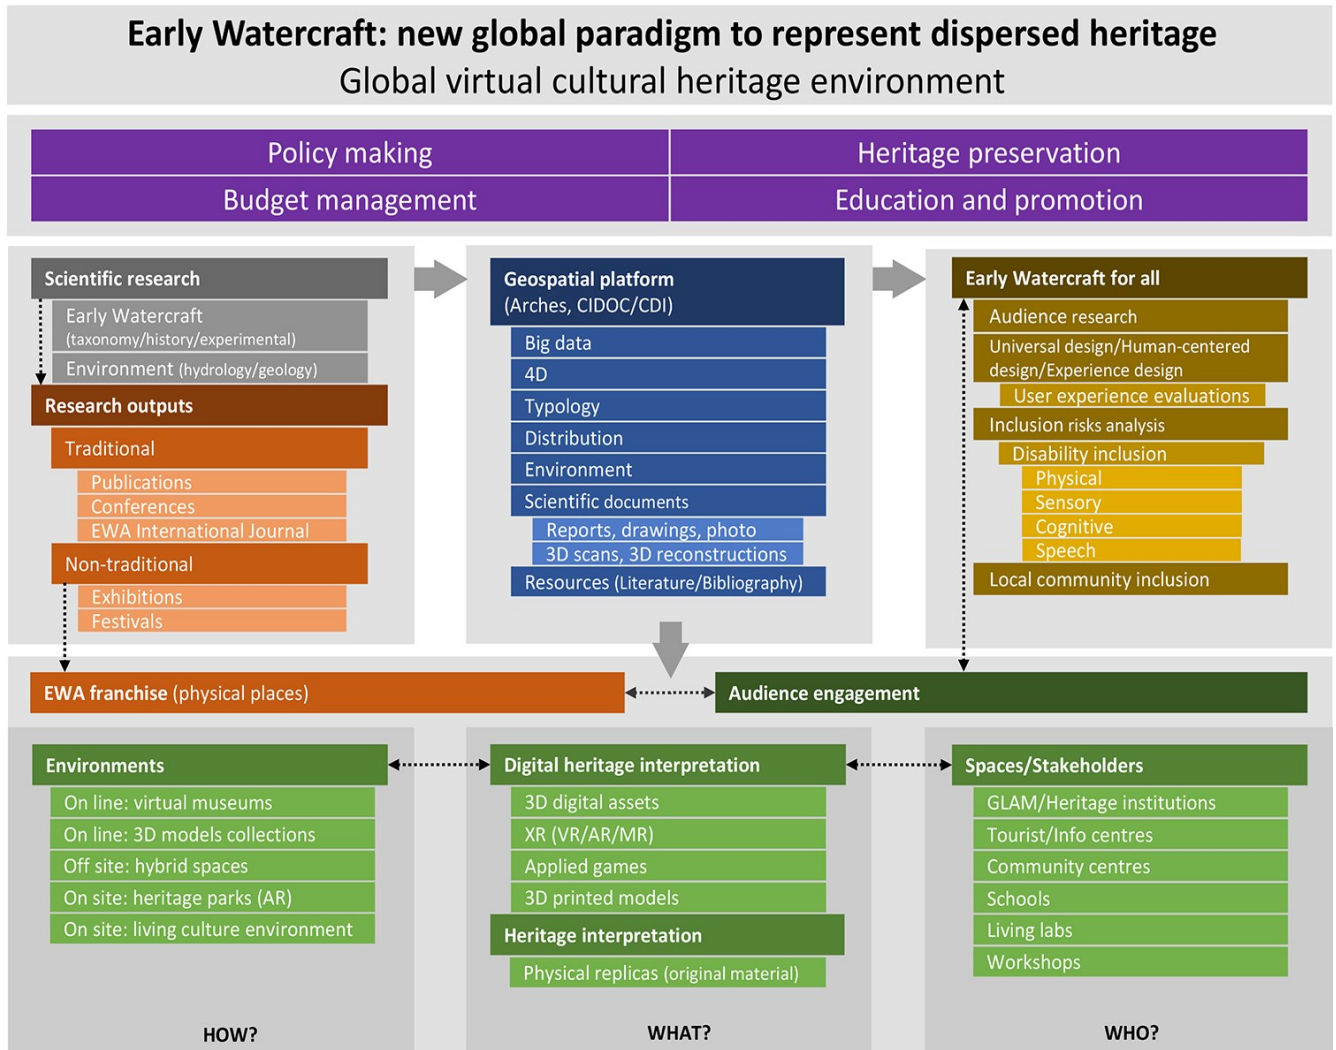 Early Watercraft: new global paradigm to represent dispersed heritage
Global virtual cultural heritage environment
Policy making
Heritage preservation
Budget management
Education and promotion
Scientific research
Early Watercraft
(taxonomy/history/experimental)
Environment (hydrology/geology)
Research outputs
Traditional
Publications
Conferences
EWA International Journal
Non-traditional
Exhibitions
Festivals
Geospatial platform
(Arches, CIDOC/CDI)
Big data
4D
Typology
Distribution
Environment
Scientific documents
Reports, drawings, photo
3D scans, 3D reconstructions
Resources (Literature/Bibliography)
Early Watercraft for all
Audience research
Universal design/Human-centered
design/Experience design
User experience evaluations
Inclusion risks analysis
Disability inclusion
Physical
Sensory
Cognitive
Speech
Local community inclusion
EWA franchise (physical places)
Audience engagement
Environments
On line: virtual museums
On line: 3D models collections
Off site: hybrid spaces
On site: heritage parks (AR)
On site: living culture environment
HOW?
Digital heritage interpretation
3D digital assets
XR (VR/AR/MR)
Applied games
3D printed models
Heritage interpretation
Physical replicas (original material)
WHAT?
Spaces/Stakeholders
GLAM/Heritage institutions
Tourist/Info centres
Community centres
Schools
Living labs
Workshops
WHO?